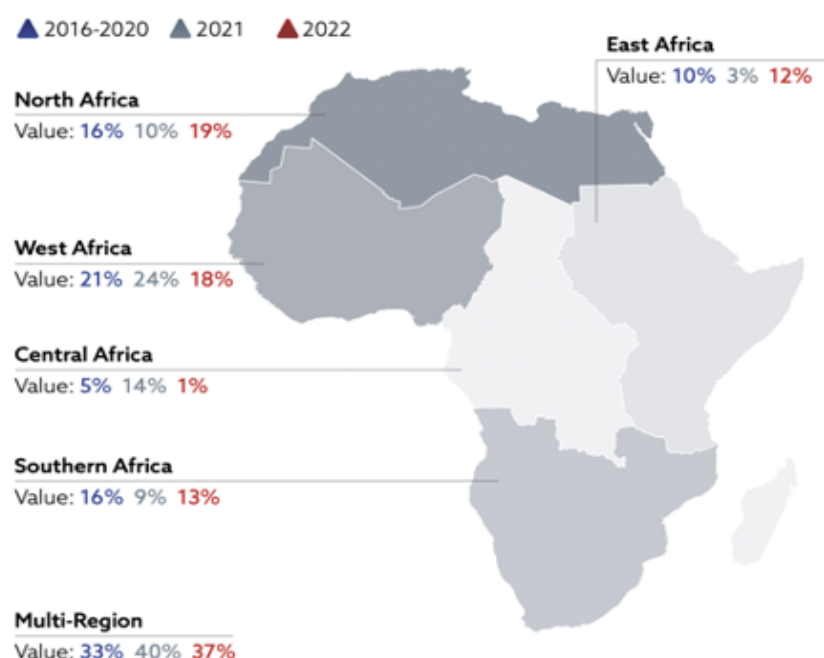 2016-2020 2021 2022
East Africa
Value: 10% 3% 12%
North Africa
Value: 16% 10% 19%
West Africa
Value: 21% 24% 18%
Central Africa
Value: 5% 14% 1%
Southern Africa
Value: 16% 9% 13%
Multi-Region
Value: 33% 40% 37%